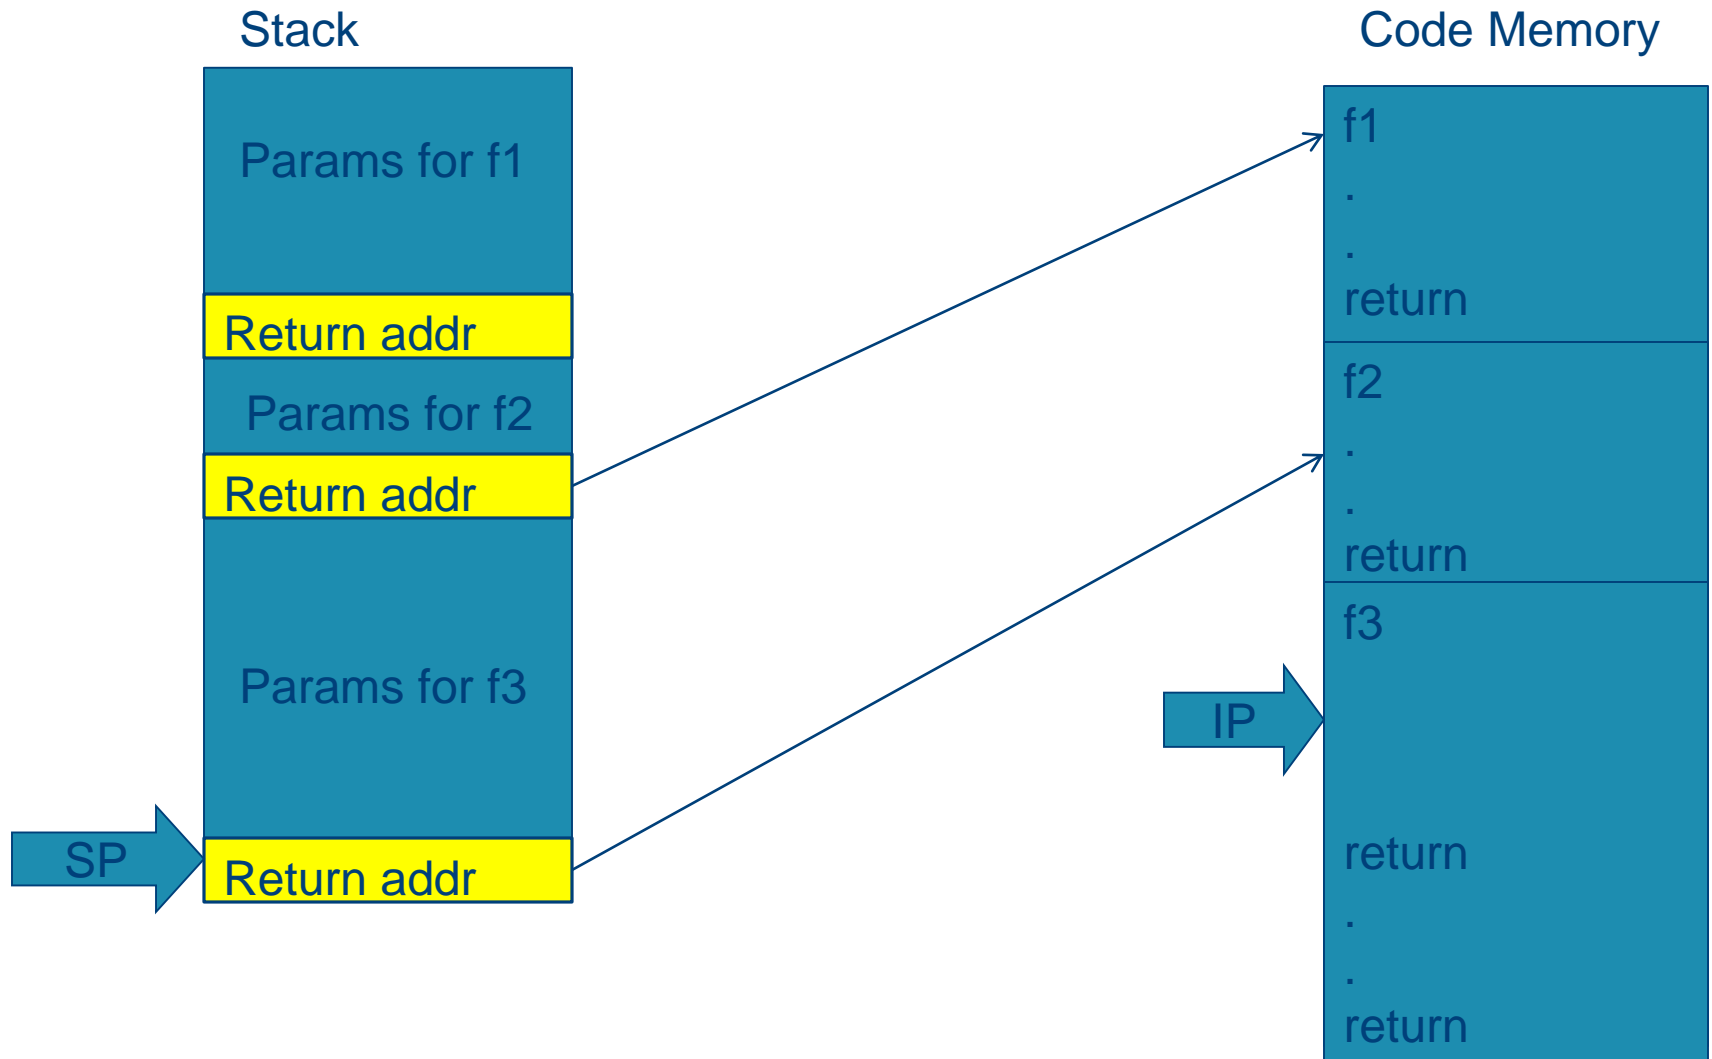 Stack
Params for f1
Return addr
Params for f2
Return addr
Params for f3
SP
Return addr
Code Memory
f1
.
.
return
f2
.
.
return
f3
IP
return
.
.
return